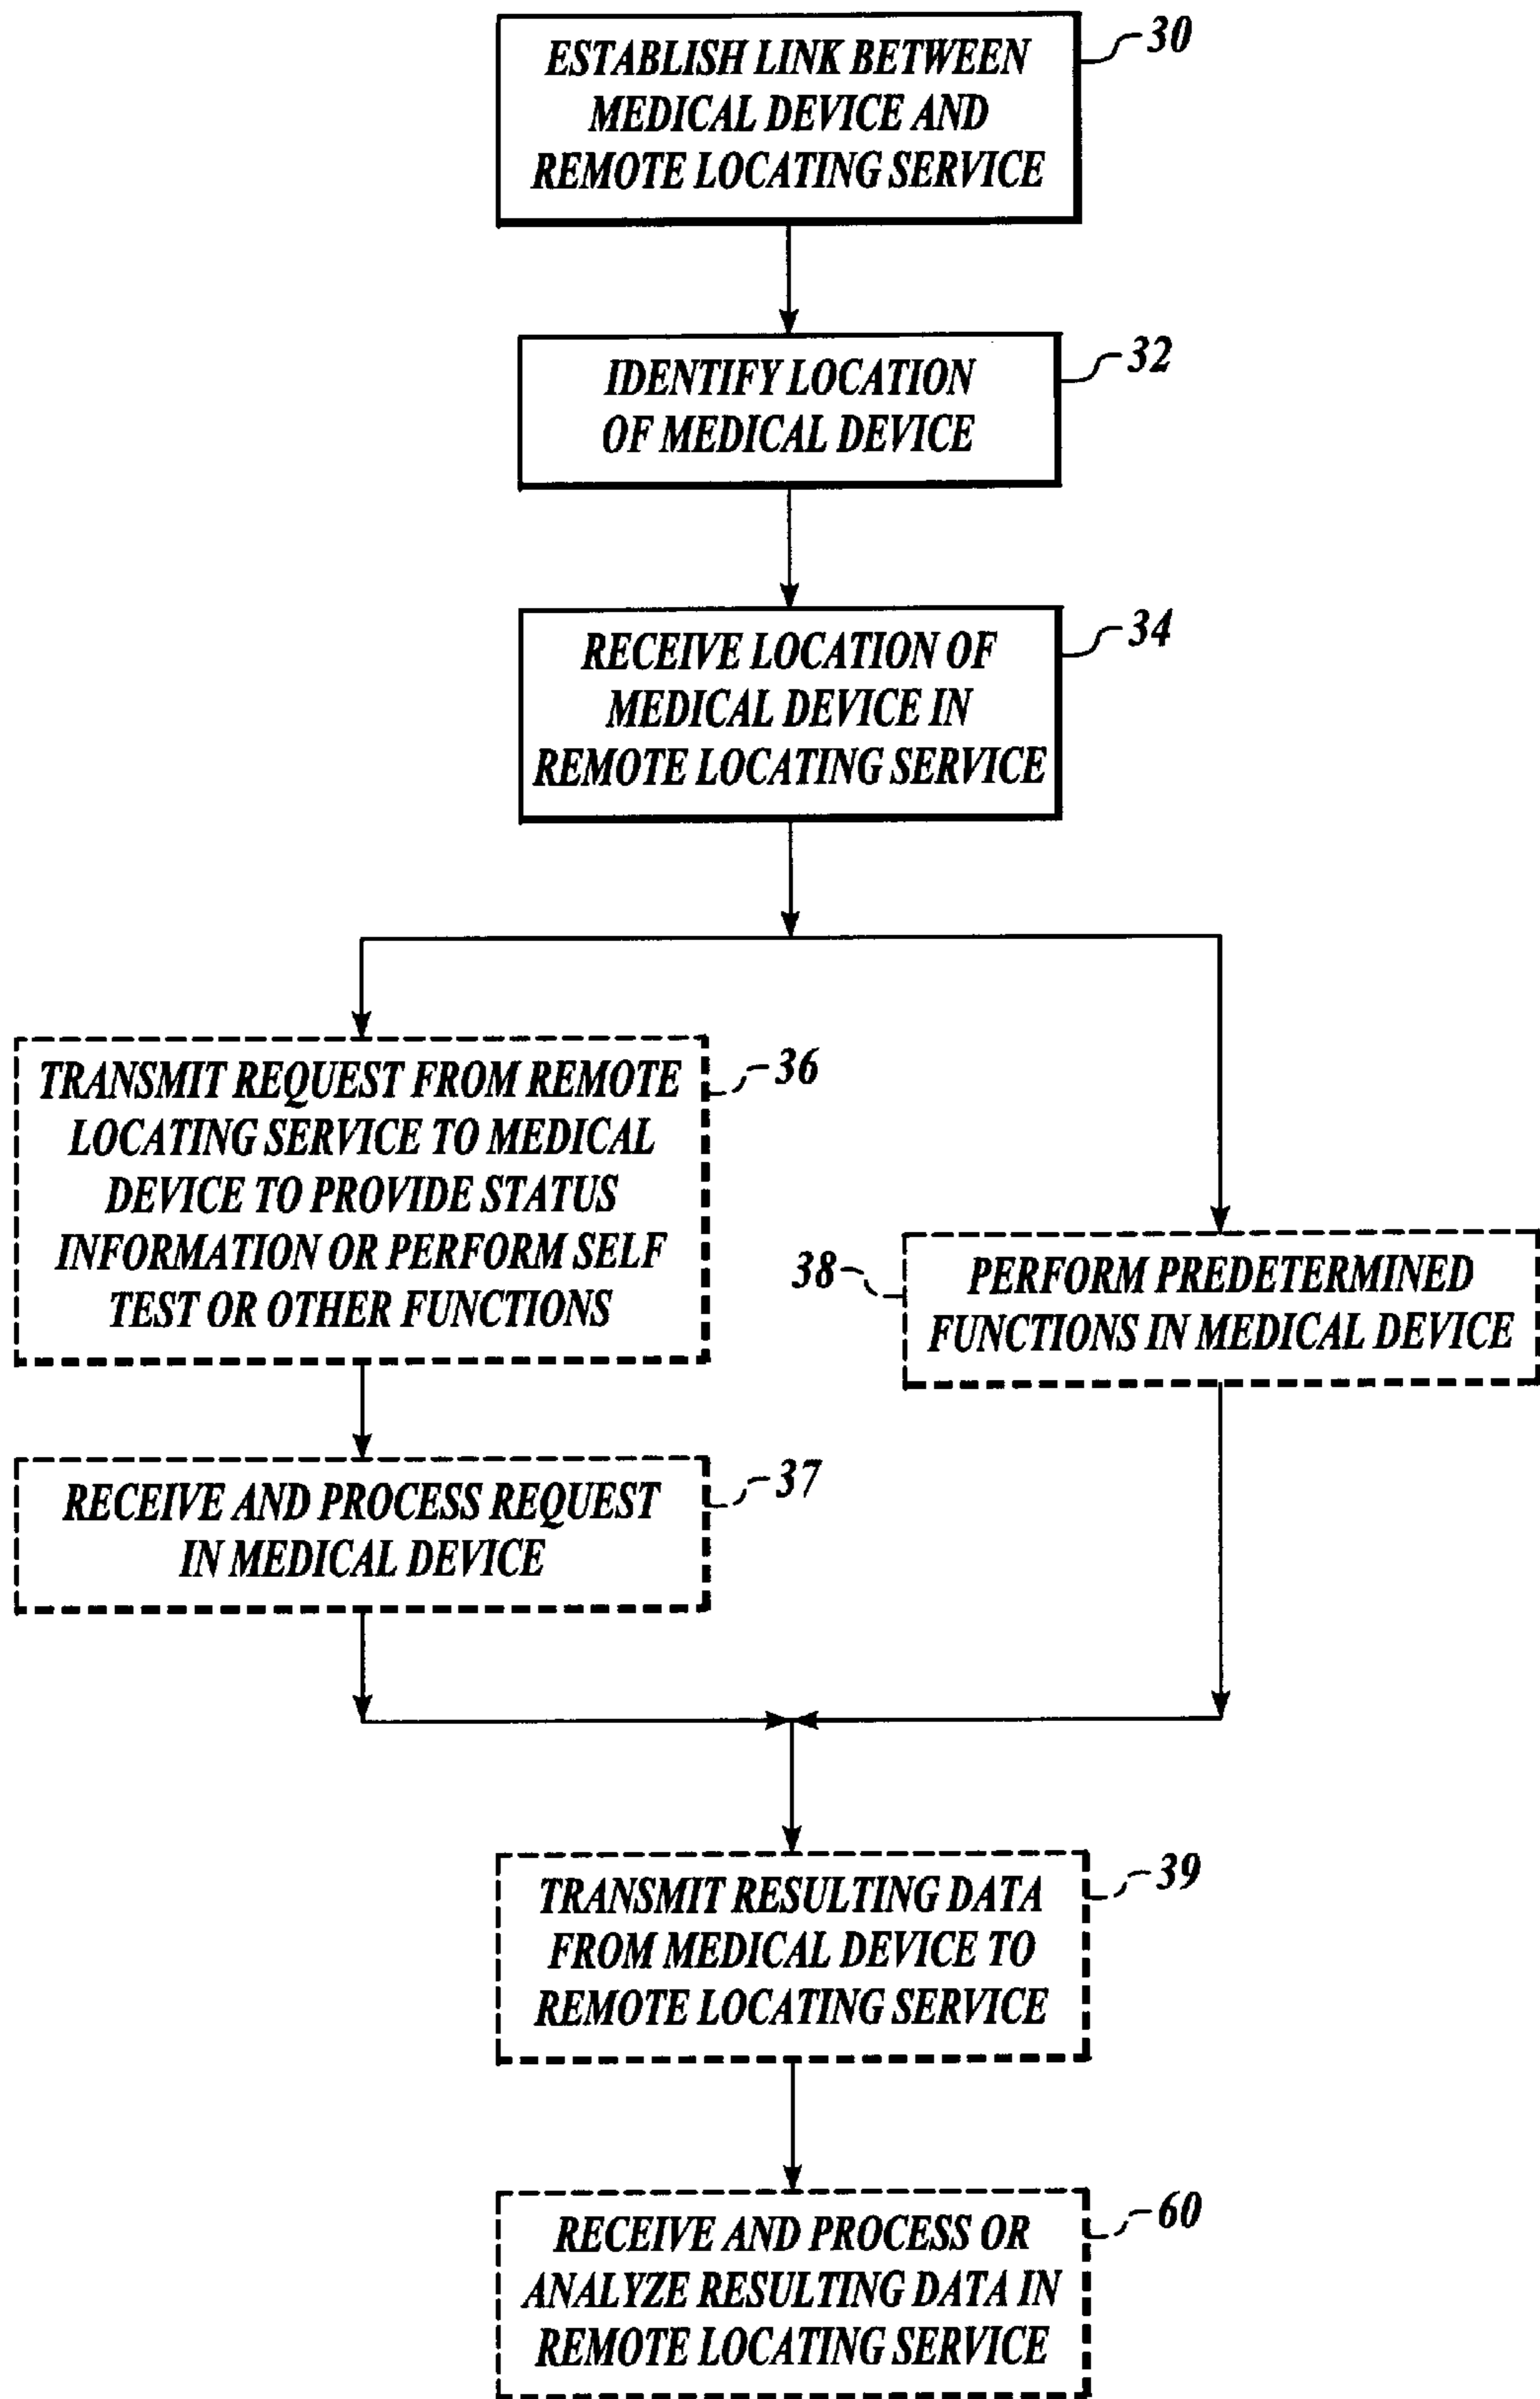 ESTABLISH LINK BETWEEN
MEDICAL DEVICE AND
REMOTE LOCATING SERVICE
30
IDENTIFY LOCATION
OF MEDICAL DEVICE
32
RECEIVE LOCATION OF
MEDICAL DEVICE IN
REMOTE LOCATING SERVICE
34
TRANSMIT REQUEST FROM REMOTE
LOCATING SERVICE TO MEDICAL
DEVICE TO PROVIDE STATUS
INFORMATION OR PERFORM SELF
TEST OR OTHER FUNCTIONS
36
38
PERFORM PREDETERMINED
FUNCTIONS IN MEDICAL DEVICE
RECEIVE AND PROCESS REQUEST
IN MEDICAL DEVICE
37
TRANSMIT RESULTING DATA
FROM MEDICAL DEVICE TO
REMOTE LOCATING SERVICE
39
RECEIVE AND PROCESS OR
ANALYZE RESULTING DATA IN
REMOTE LOCATING SERVICE
60